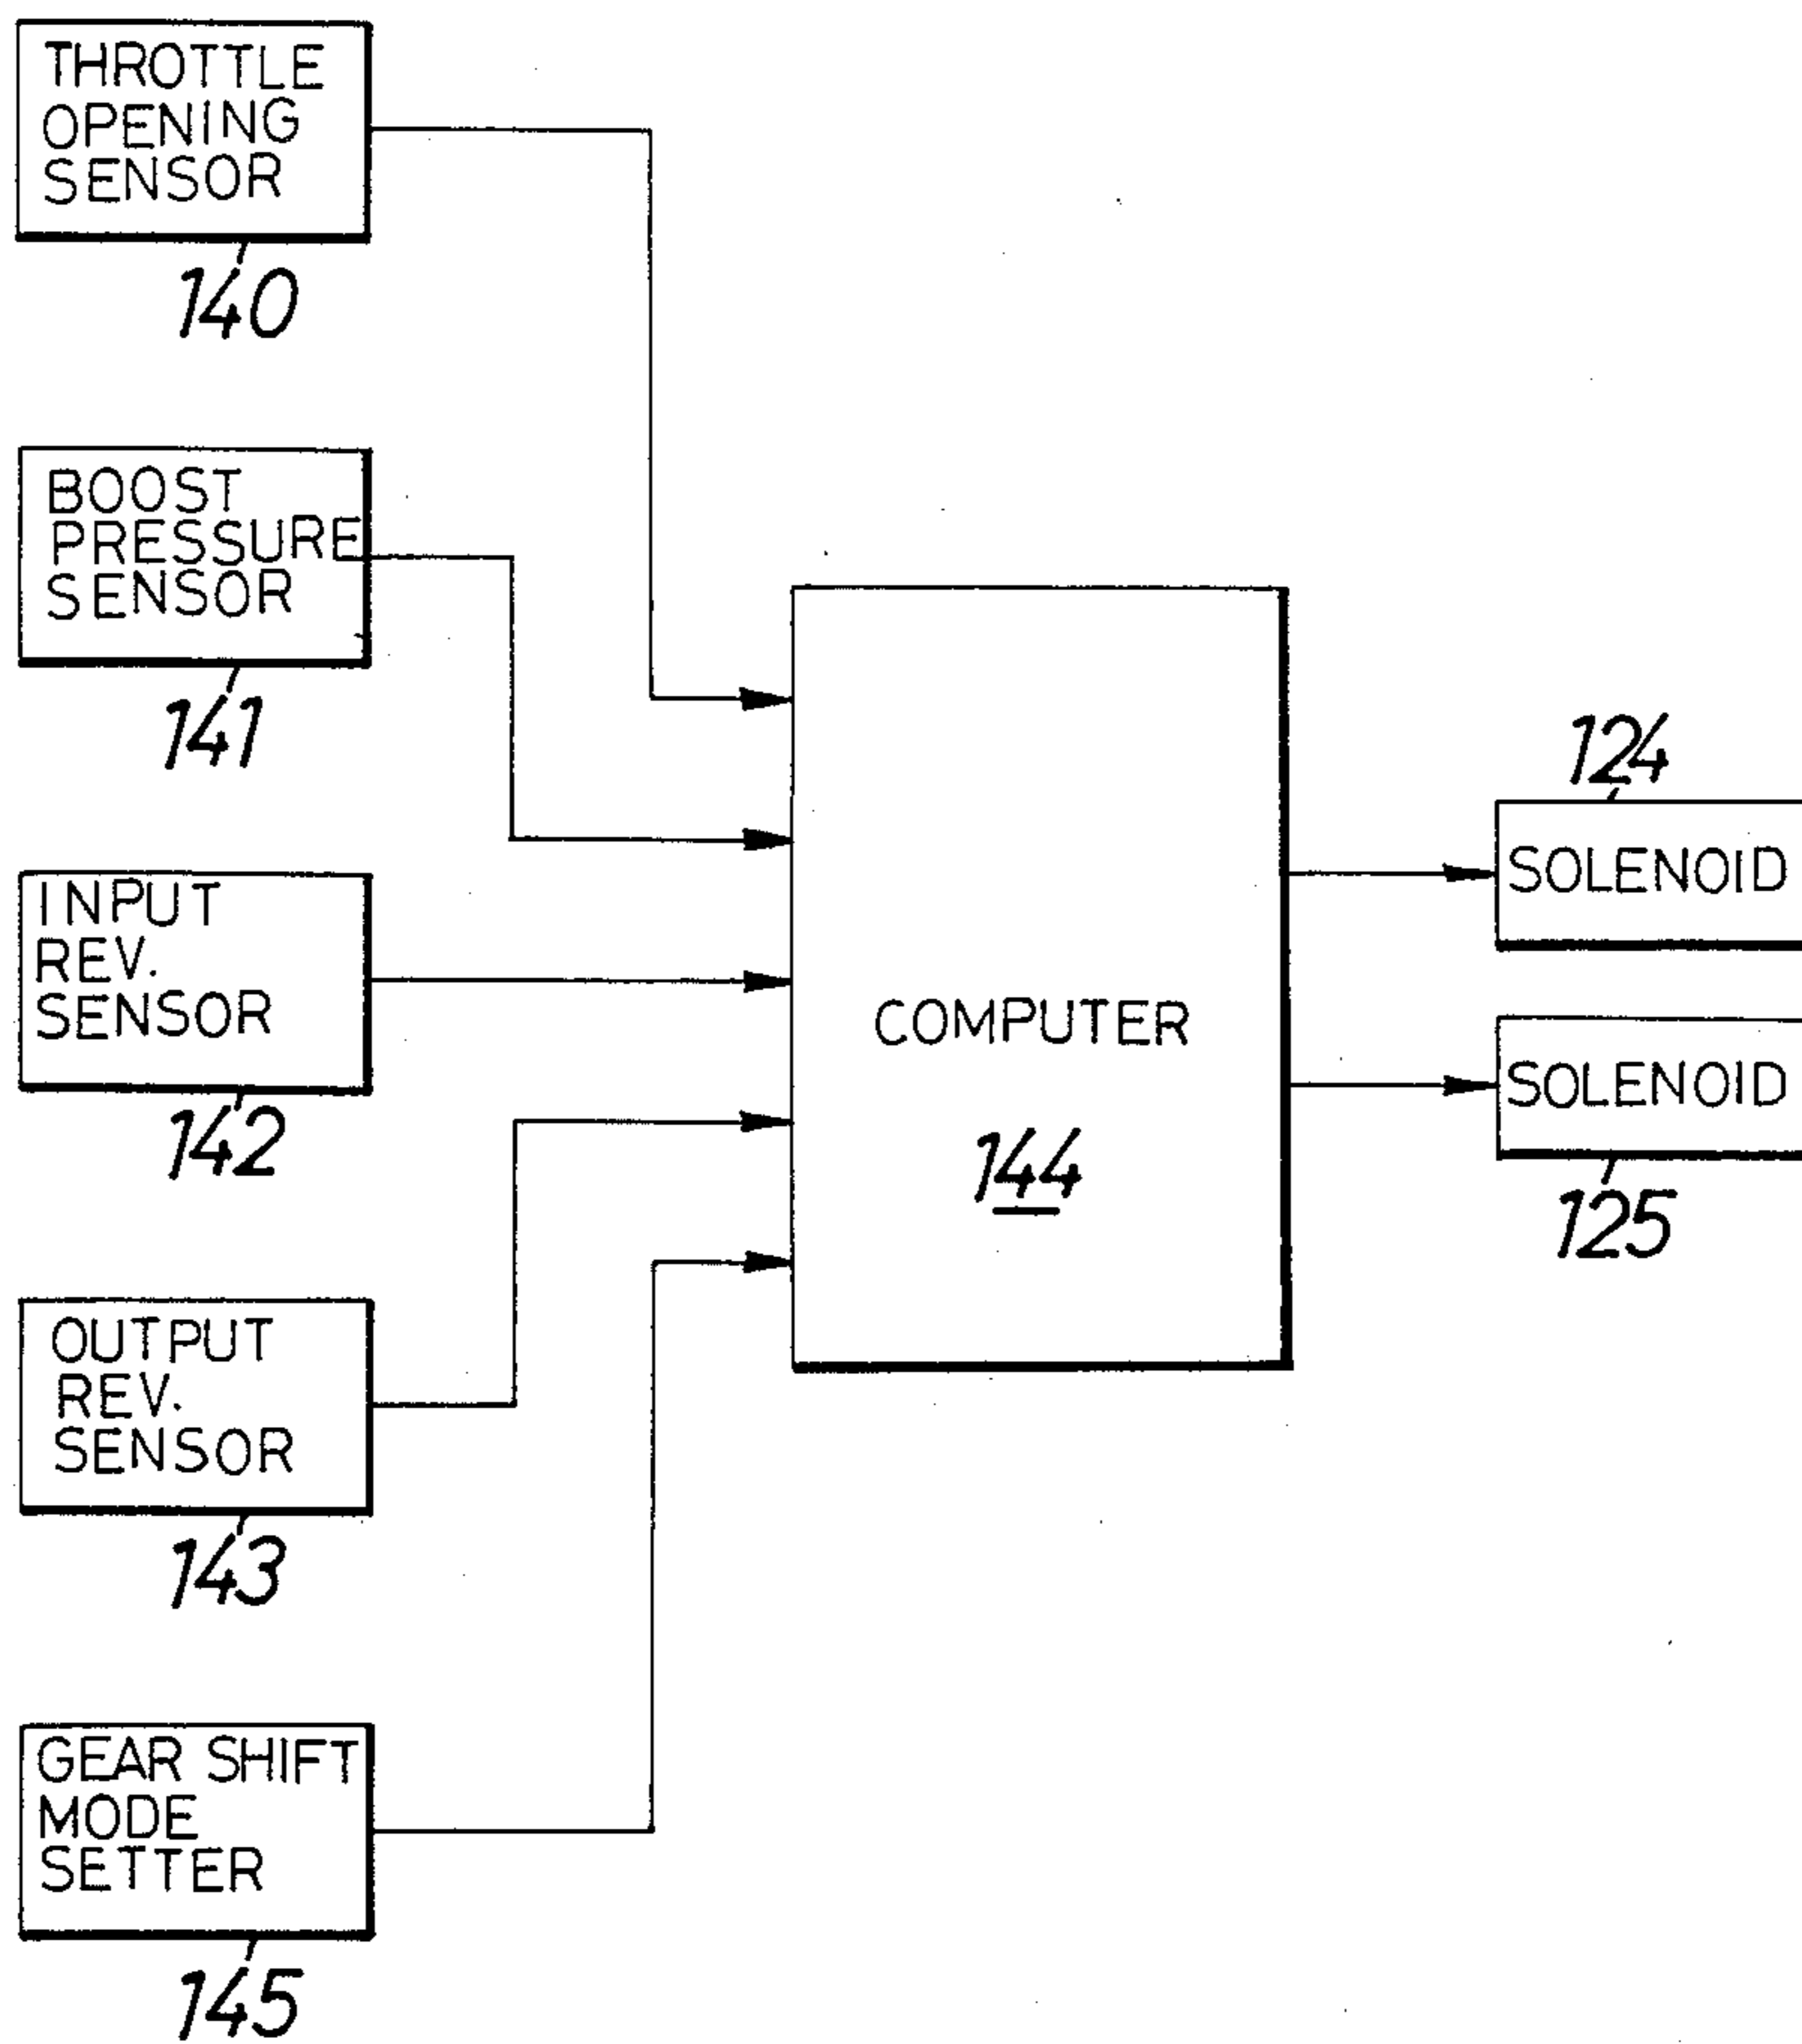 THROTTLE
OPENING
SENSOR
140
BOOST
PRESSURE
SENSOR
141
INPUT
REV.
SENSOR
142
OUTPUT
REV.
SENSOR
143
GEAR SHIFT
MODE
SETTER
145
COMPUTER
144
124
SOLENOID
SOLENOID
125